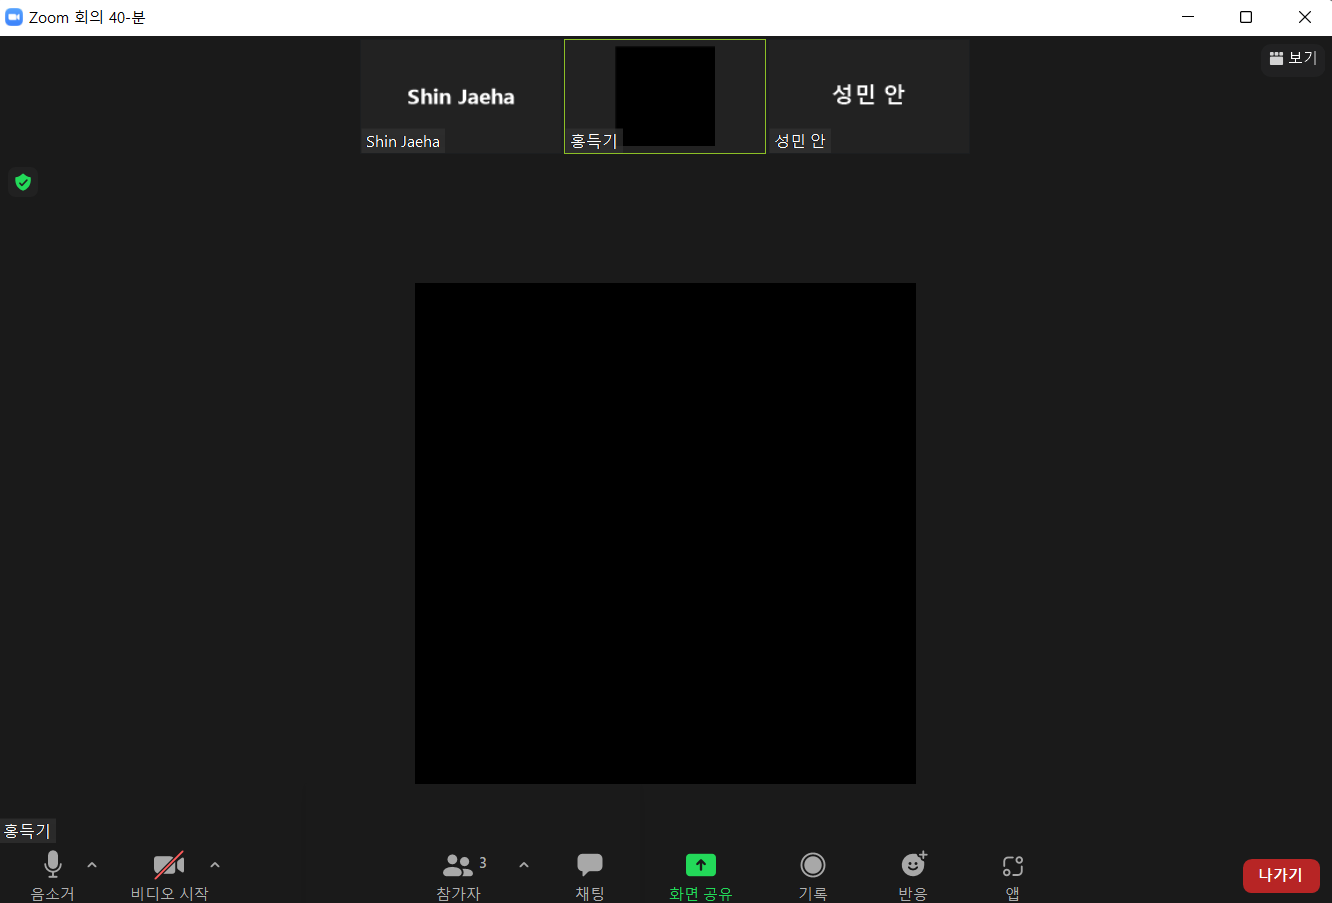 Zoom 회의 40-분
보기
Shin Jaeha
성민 안
Shin Jaeha
홍득기
성민 안
홍득기
3
음소거
비디오 시작
참가자
채팅
화면 공유
기록
반응
앱
나가기